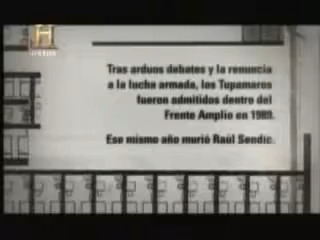 H
HISTORY
Tras arduos debates y la renuncia
a la lucha armada, los Tupamaros
fueron admitidos dentro del
Frente Amplio en 1989.
Ese mismo año murió Raúl Sendic.